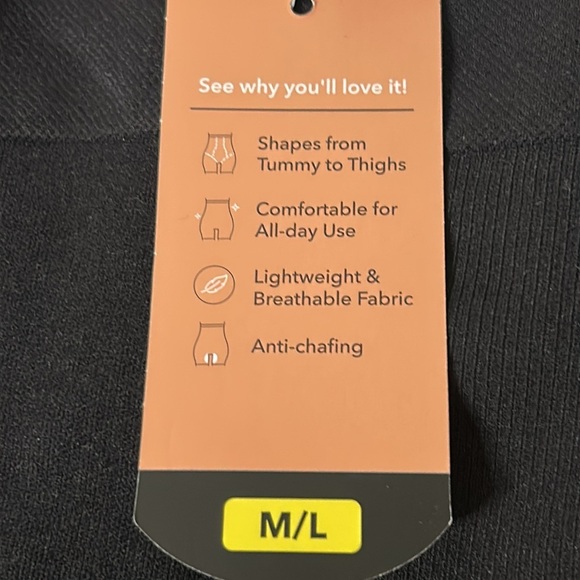 See why you'll love it!
Shapes from
Tummy to Thighs
Comfortable for
All-day Use
Lightweight &
Breathable Fabric
Anti-chafing
M/L